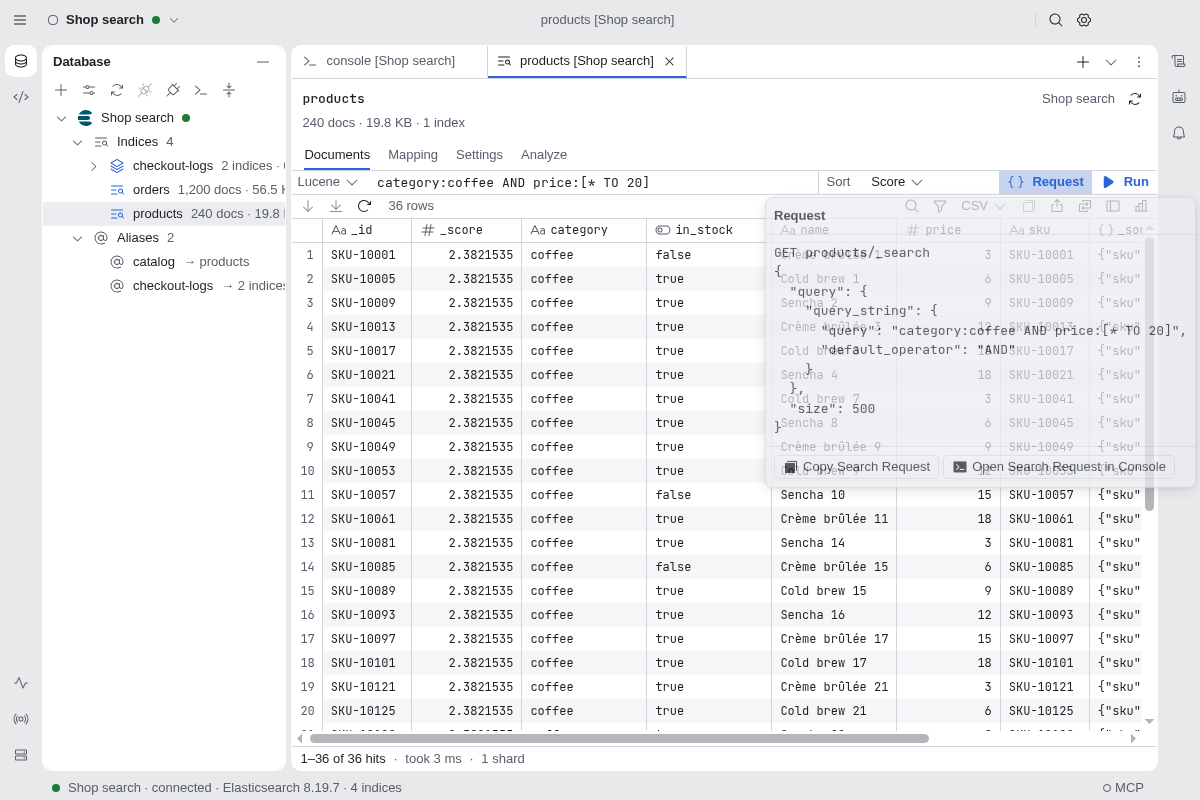 Shop search
products [Shop search]
Database
Shop search
Indices 4
checkout-logs 2 indices ·
orders 1,200 docs · 56.5 K
products 240 docs · 19.8
Aliases 2
catalog → products
checkout-logs → 2 indices
console [Shop search]
products [Shop search]
products
Shop search
240 docs · 19.8 KB · 1 index
Documents Mapping Settings Analyze
Lucene category:coffee AND price:[* TO 20] Sort Score {} Request Run
36 rows CSV
_id _score category in_stock name price sku {} _sou
1 SKU-10001 2.3821535 coffee false Crème brûlée 1 3 SKU-10001 {"sku"
2 SKU-10005 2.3821535 coffee true Cold brew 1 6 SKU-10005 {"sku"
3 SKU-10009 2.3821535 coffee true Sencha 2 9 SKU-10009 {"sku"
4 SKU-10013 2.3821535 coffee true Crème brûlée 3 12 SKU-10013 {"sku"
5 SKU-10017 2.3821535 coffee true Cold brew 3 SKU-10017 {"sku"
6 SKU-10021 2.3821535 coffee true Sencha 4 18 SKU-10021 {"sku"
7 SKU-10041 2.3821535 coffee true Cold brew 7 3 SKU-10041 {"sku"
8 SKU-10045 2.3821535 coffee true Sencha 8 6 SKU-10045 {"sku"
9 SKU-10049 2.3821535 coffee true Crème brûlée 9 9 SKU-10049 {"sku"
10 SKU-10053 2.3821535 coffee true
11 SKU-10057 2.3821535 coffee false Sencha 10 15 SKU-10057 {"sku"
12 SKU-10061 2.3821535 coffee true Crème brûlée 11 18 SKU-10061 {"sku"
13 SKU-10081 2.3821535 coffee true Sencha 14 3 SKU-10081 {"sku"
14 SKU-10085 2.3821535 coffee false Crème brûlée 15 6 SKU-10085 {"sku"
15 SKU-10089 2.3821535 coffee true Cold brew 15 9 SKU-10089 {"sku"
16 SKU-10093 2.3821535 coffee true Sencha 16 12 SKU-10093 {"sku"
17 SKU-10097 2.3821535 coffee true Crème brûlée 17 15 SKU-10097 {"sku"
18 SKU-10101 2.3821535 coffee true Cold brew 17 18 SKU-10101 {"sku"
19 SKU-10121 2.3821535 coffee true Crème brûlée 21 3 SKU-10121 {"sku"
20 SKU-10125 2.3821535 coffee true Cold brew 21 6 SKU-10125 {"sku"
Request
GET products/_search
{
"query": {
"query_string": {
"query": "category:coffee AND price:[* TO 20]",
"default_operator": "AND"
}
},
"size": 500
}
Copy Search Request Open Search Request in Console
1–36 of 36 hits · took 3 ms · 1 shard
Shop search · connected · Elasticsearch 8.19.7 · 4 indices
MCP